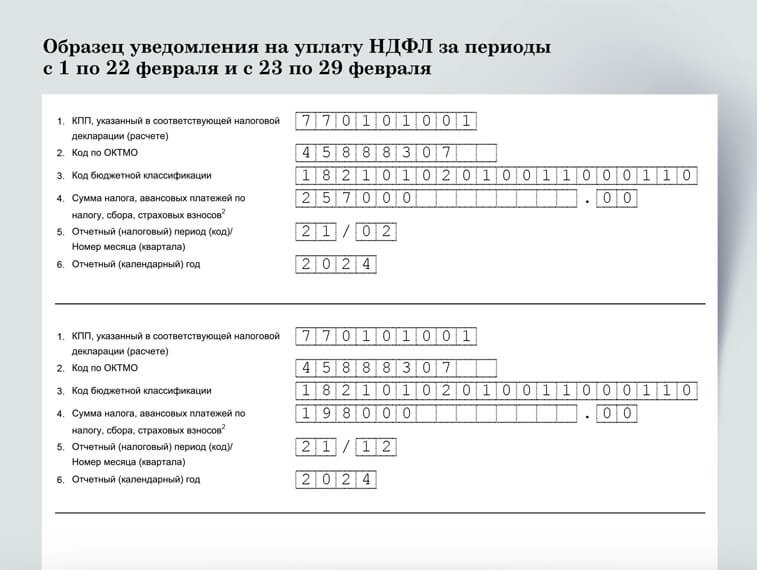 Образец уведомления на уплату НДФЛ за периоды
с 1 по 22 февраля и с 23 по 29 февраля
1. КПП, указанный в соответствующей налоговой 770101001
декларации (расчете)
2. Код по ОКТМО 45888307
3. Код бюджетной классификации 18210102010011000110
4. Сумма налога, авансовых платежей по 257000 . 00
налогу, сбора, страховых взносов2
5. Отчетный (налоговый) период (код)/ 21 / 02
Номер месяца (квартала)
6. Отчетный (календарный) год 2024
1. КПП, указанный в соответствующей налоговой 770101001
декларации (расчете)
2. Код по ОКТМО 45888307
3. Код бюджетной классификации 18210102010011000110
4. Сумма налога, авансовых платежей по 198000 . 00
налогу, сбора, страховых взносов2
5. Отчетный (налоговый) период (код)/ 21 / 12
Номер месяца (квартала)
6. Отчетный (календарный) год 2024